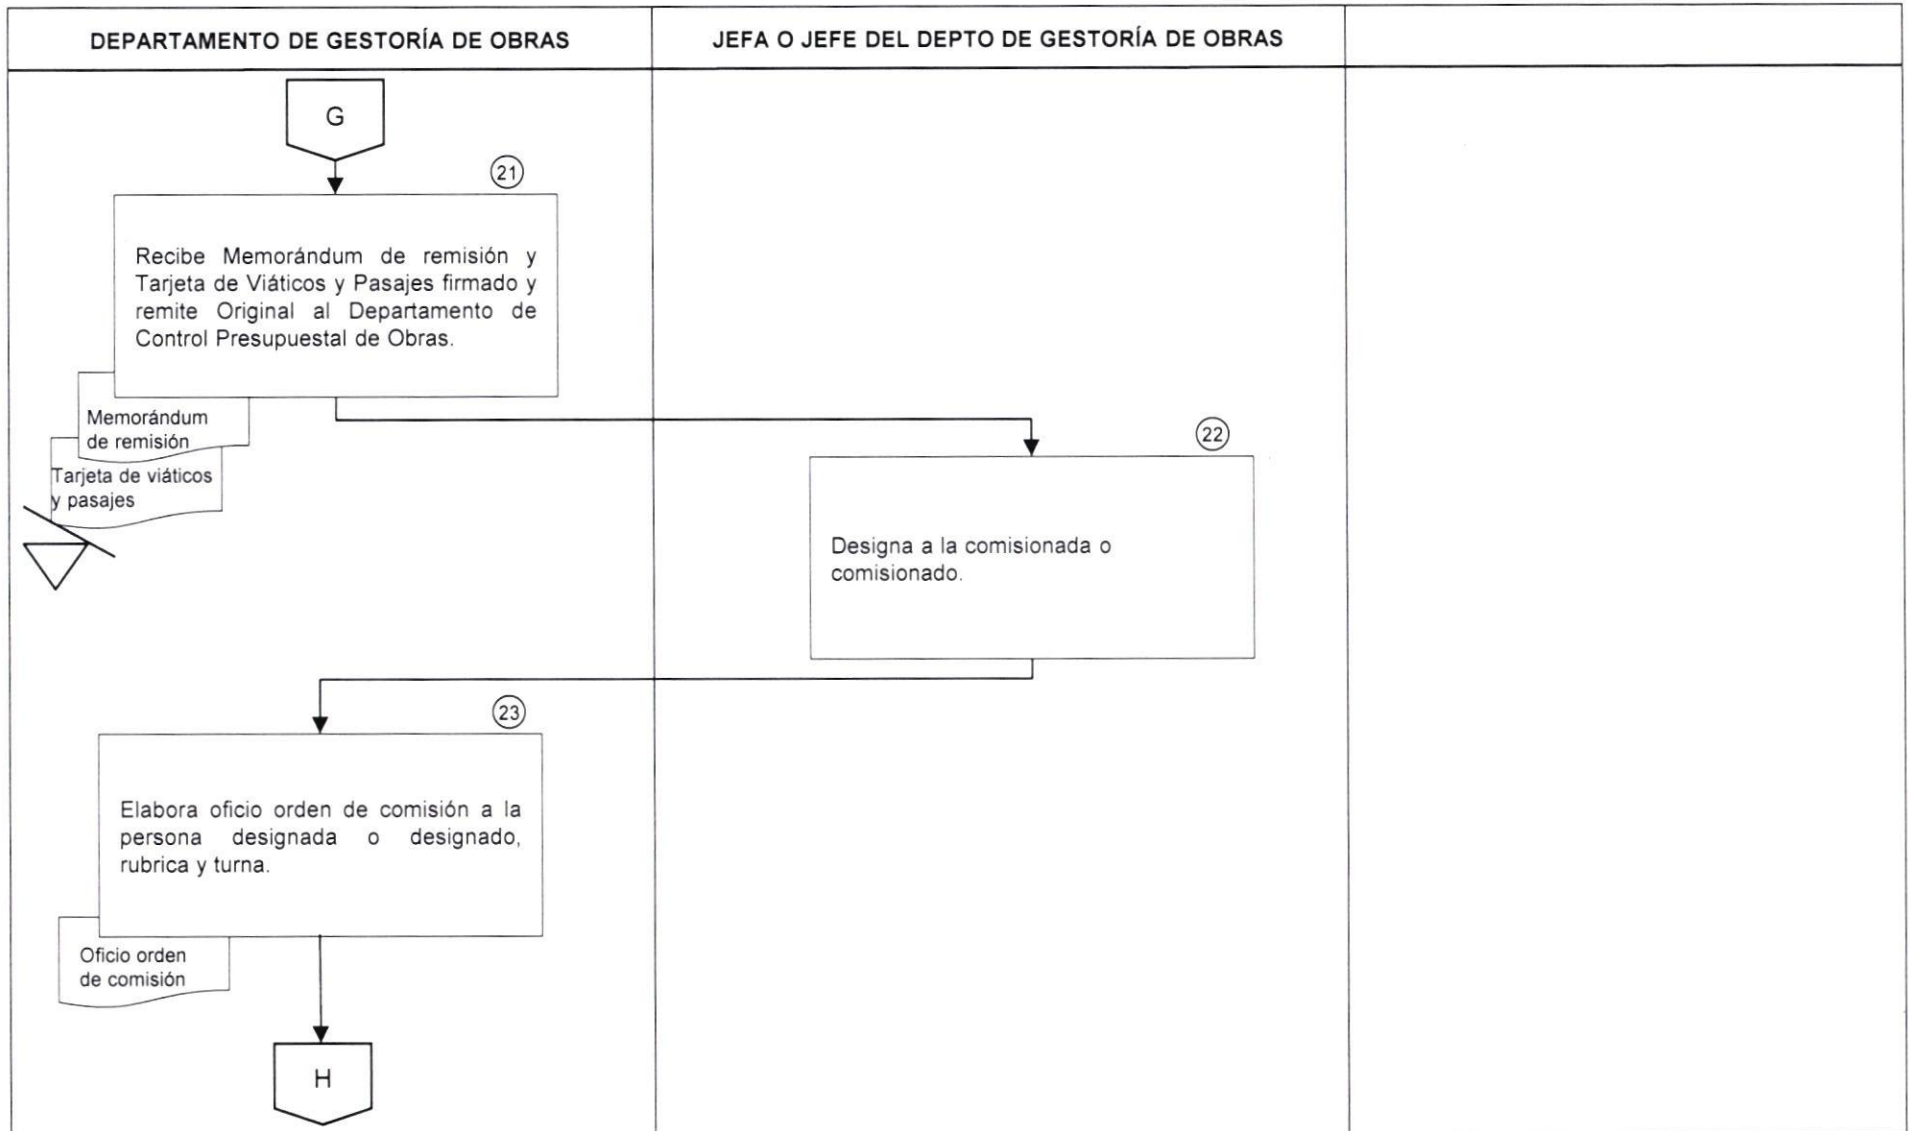 DEPARTAMENTO DE GESTORÍA DE OBRAS
JEFA O JEFE DEL DEPTO DE GESTORÍA DE OBRAS
G
21
Recibe Memorándum de remisión y
Tarjeta de Viáticos y Pasajes firmado y
remite Original al Departamento de
Control Presupuestal de Obras.
Memorándum
de remisión
Tarjeta de viáticos
y pasajes
22
Designa a la comisionada o
comisionado.
23
Elabora oficio orden de comisión a la
persona designada o designado,
rubrica y turna.
Oficio orden
de comisión
H